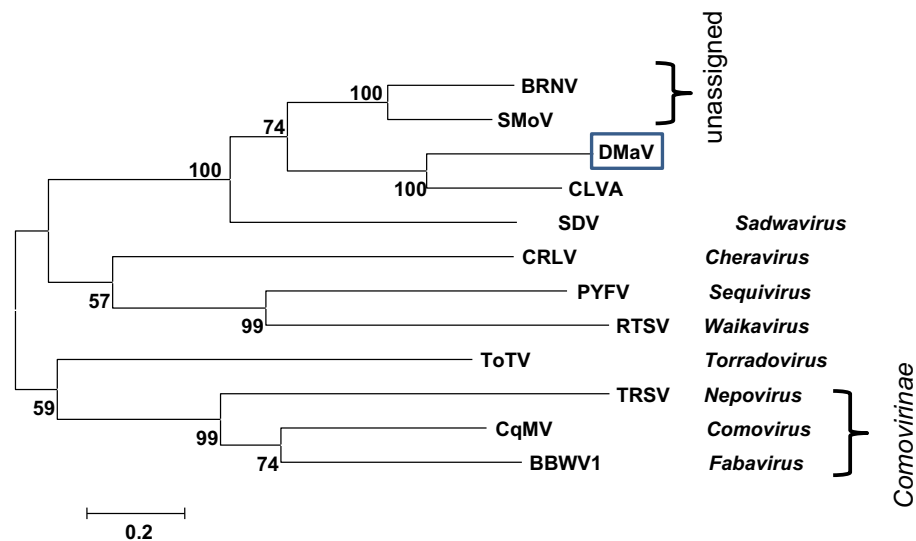 unassigned
BRNV
100
SMoV
74
DMaV
100
100 CLVA
SDV Sadwavirus
CRLV Cheravirus
PYFV Sequivirus
57
99 RTSV Waikavirus
ToTV Torradovirus
TRSV Nepovirus
59
CqMV Comovirus
99
74 BBWV1 Fabavirus
Comovirinae
0.2